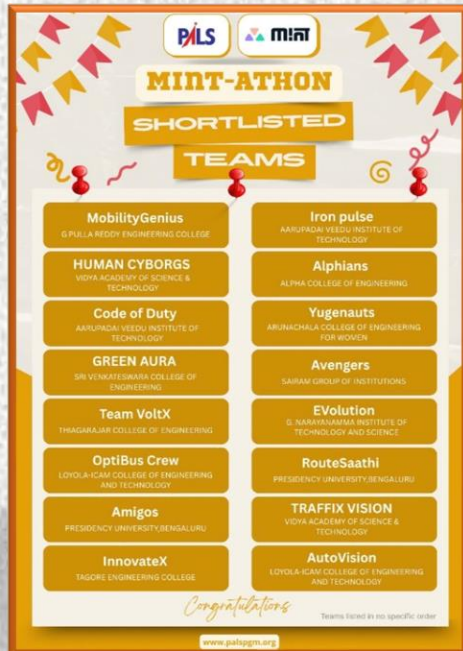 PALS
MINT
MINT-ATHON
SHORTLISTED
TEAMS
MobilityGenius
G.PULLA REDDY ENGINEERING COLLEGE
HUMAN CYBORGS
VIDYA ACADEMY OF SCIENCE &
TECHNOLOGY
Code of Duty
AARUPADAI VEEDU INSTITUTE OF
TECHNOLOGY
GREEN AURA
SRI VENKATESWARA COLLEGE OF
ENGINEERING
Team VoltX
THIAGARAJAR COLLEGE OF ENGINEERING
OptiBus Crew
LOYOLA-ICAM COLLEGE OF ENGINEERING
AND TECHNOLOGY
Amigos
PRESIDENCY UNIVERSITY,BENGALURU
InnovateX
TAGORE ENGINEERING COLLEGE
Iron pulse
AARUPADAI VEEDU INSTITUTE OF
TECHNOLOGY
Alphians
ALPHA COLLEGE OF ENGINEERING
Yugenauts
ARUNACHALA COLLEGE OF ENGINEERING
FOR WOVEN
Avengers
SAIRAM GROUP OF INSTITUTIONS
EVolution
G. NARAYANAMMA INSTITUTE OF
TECHNOLOGY AND SCIENCE
RouteSaathi
PRESIDENCY UNIVERSITY,BENGALURU
TRAFFIX VISION
VIDYA ACADEMY OF SCIENCE &
TECHNOLOGY
AutoVision
LOYOLA-ICAM COLLEGE OF ENGINEERING
AND TECHNOLOGY
Congratulations
Teams listed in no specific order
www.palspgm.org